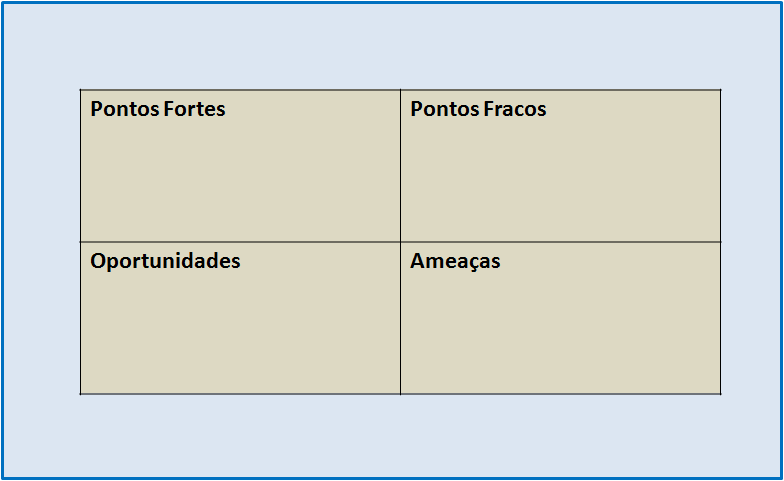 Pontos Fortes
Pontos Fracos
Oportunidades
Ameaças